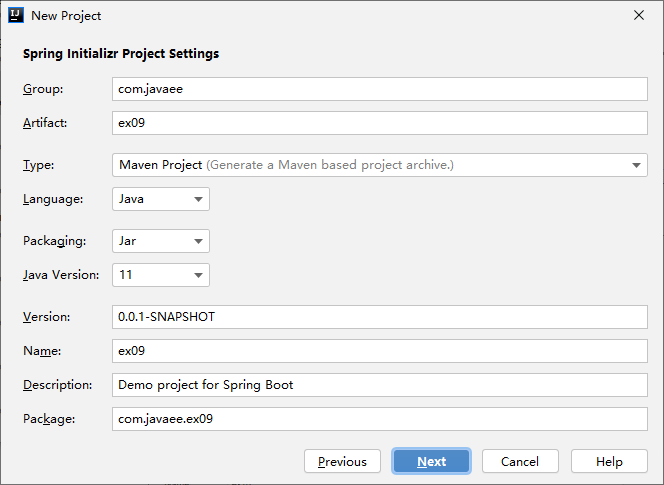 New Project
Spring Initializr Project Settings
Group: com.javaee
Artifact: ex09
Type: Maven Project (Generate a Maven based project archive.)
Language: Java
Packaging: Jar
Java Version: 11
Version: 0.0.1-SNAPSHOT
Name: ex09
Description: Demo project for Spring Boot
Package: com.javaee.ex09
Previous Next Cancel Help